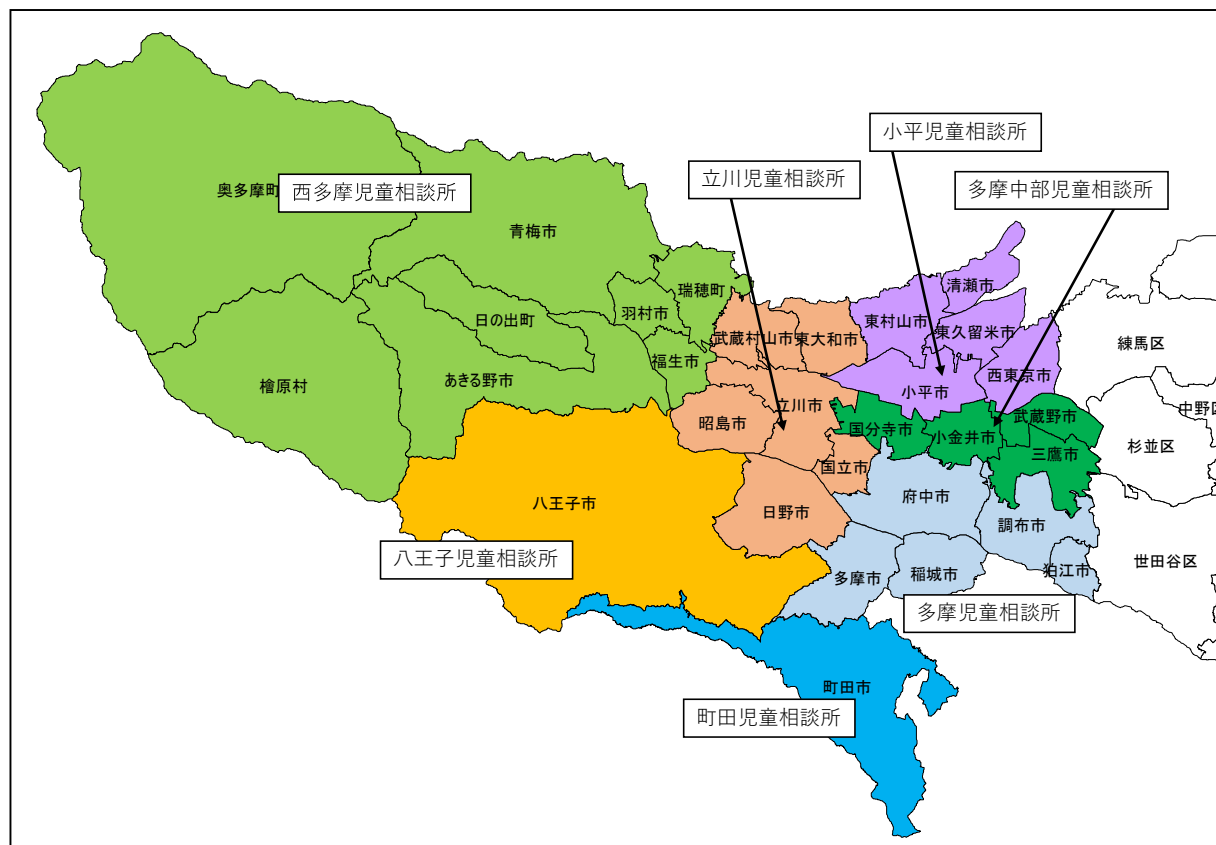 小平児童相談所
立川児童相談所
多摩中部児童相談所
西多摩児童相談所
奥多摩町
青梅市
瑞穂町
清瀬市
羽村市
日の出町
武蔵村山市
東大和市
東村山市
東久留米市
練馬区
福生市
檜原村
あきる野市
小平市
西東京市
昭島市
立川市
国分寺市
小金井市
武蔵野市
中野区
杉並区
三鷹市
国立市
八王子市
日野市
府中市
調布市
八王子児童相談所
多摩市
稲城市
狛江市
世田谷区
多摩児童相談所
町田市
町田児童相談所